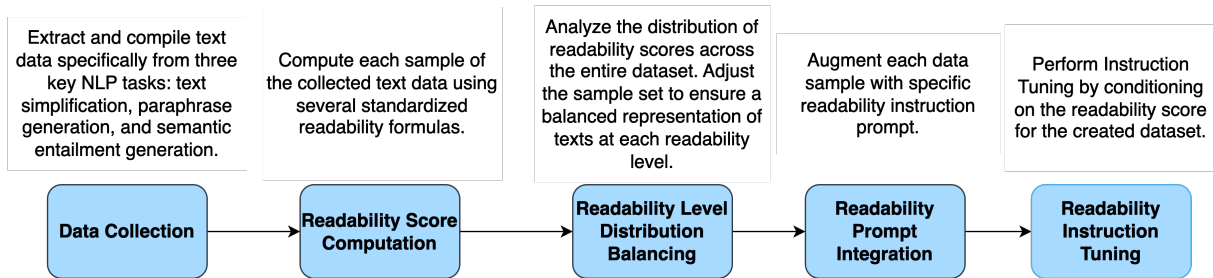 Extract and compile text
data specifically from three
key NLP tasks: text
simplification, paraphrase
generation, and semantic
entailment generation.
Compute each sample of
the collected text data using
several standardized
readability formulas.
Analyze the distribution of
readability scores across
the entire dataset. Adjust
the sample set to ensure a
balanced representation of
texts at each readability
level.
Augment each data
sample with specific
readability instruction
prompt.
Perform Instruction
Tuning by conditioning
on the readability score
for the created dataset.
Data Collection
Readability Score
Computation
Readability Level
Distribution
Balancing
Readability
Prompt
Integration
Readability
Instruction
Tuning